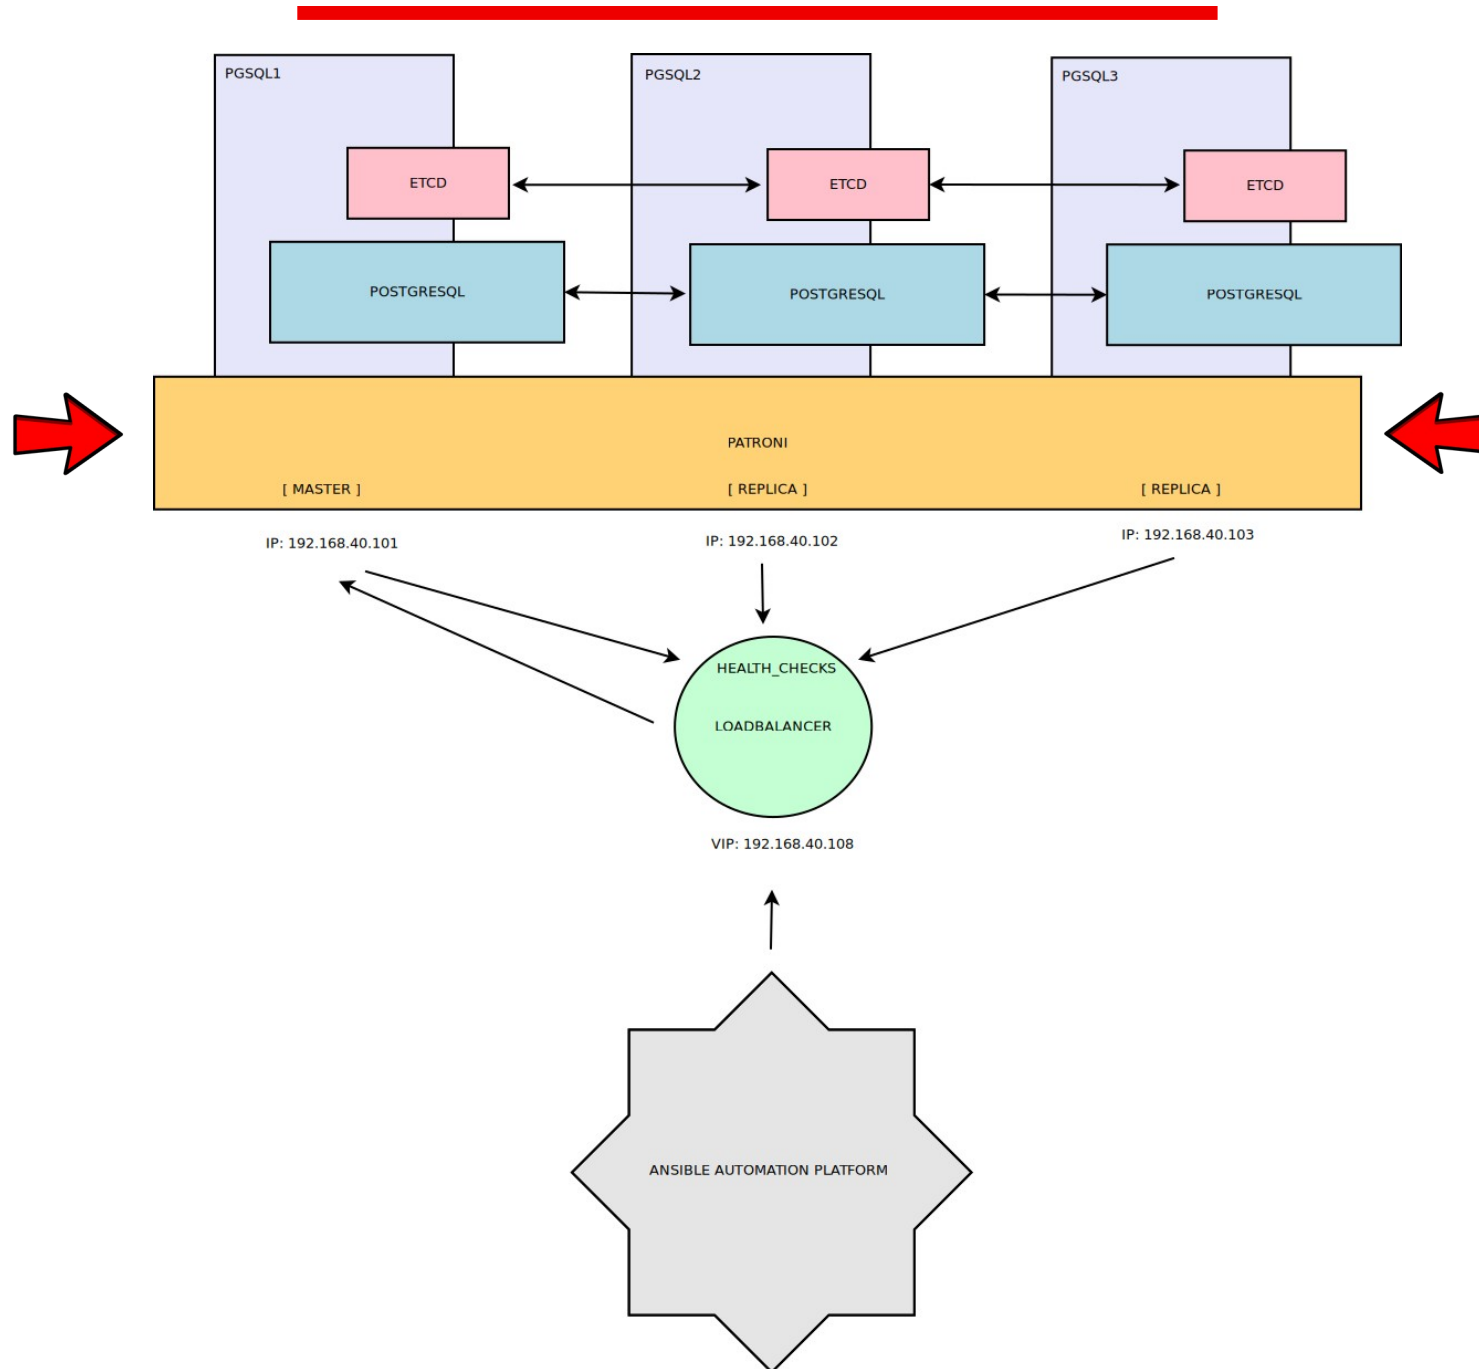 PGSQL1
PGSQL2
PGSQL3
ETCD
ETCD
ETCD
POSTGRESQL
POSTGRESQL
POSTGRESQL
PATRONI
[ MASTER ]
[ REPLICA ]
[ REPLICA ]
IP: 192.168.40.101
IP: 192.168.40.102
IP: 192.168.40.103
HEALTH_CHECKS
LOADBALANCER
VIP: 192.168.40.108
ANSIBLE AUTOMATION PLATFORM